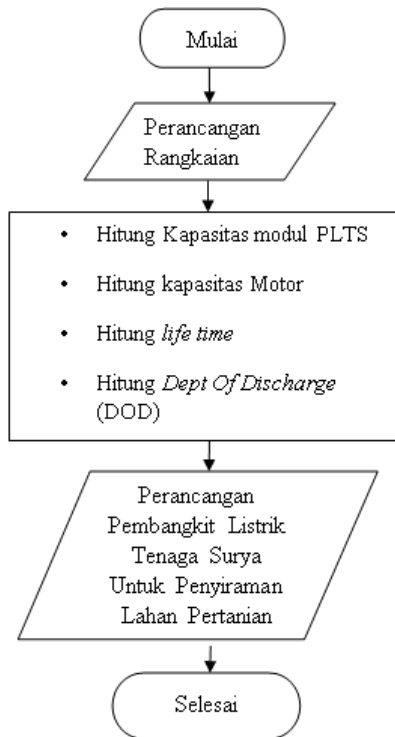 Mulai
Perancangan
Rangkaian
• Hitung Kapasitas modul PLTS
• Hitung kapasitas Motor
• Hitung life time
• Hitung Dept Of Discharge
(DOD)
Perancangan
Pembangkit Listrik
Tenaga Surya
Untuk Penyiraman
Lahan Pertanian
Selesai